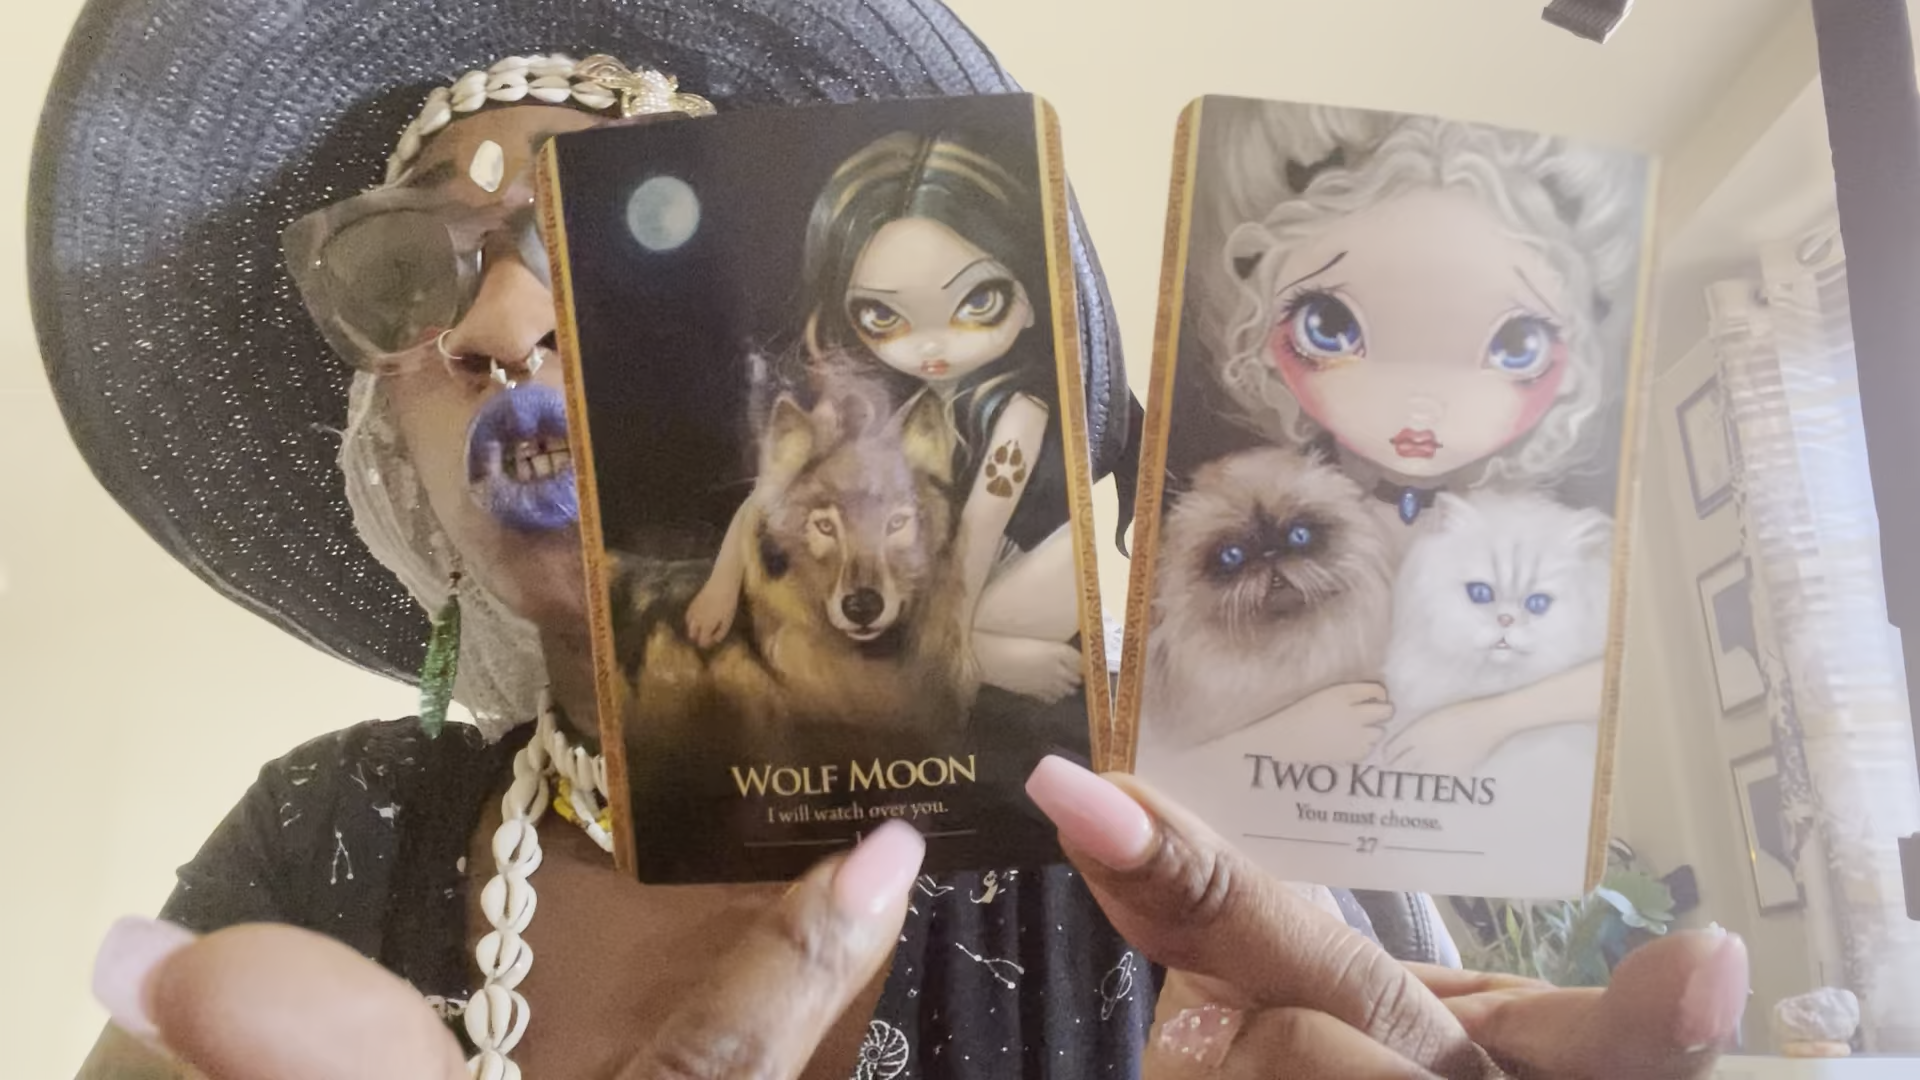 WOLF MOON
I will watch over you.
TWO KITTENS
You must choose.
27